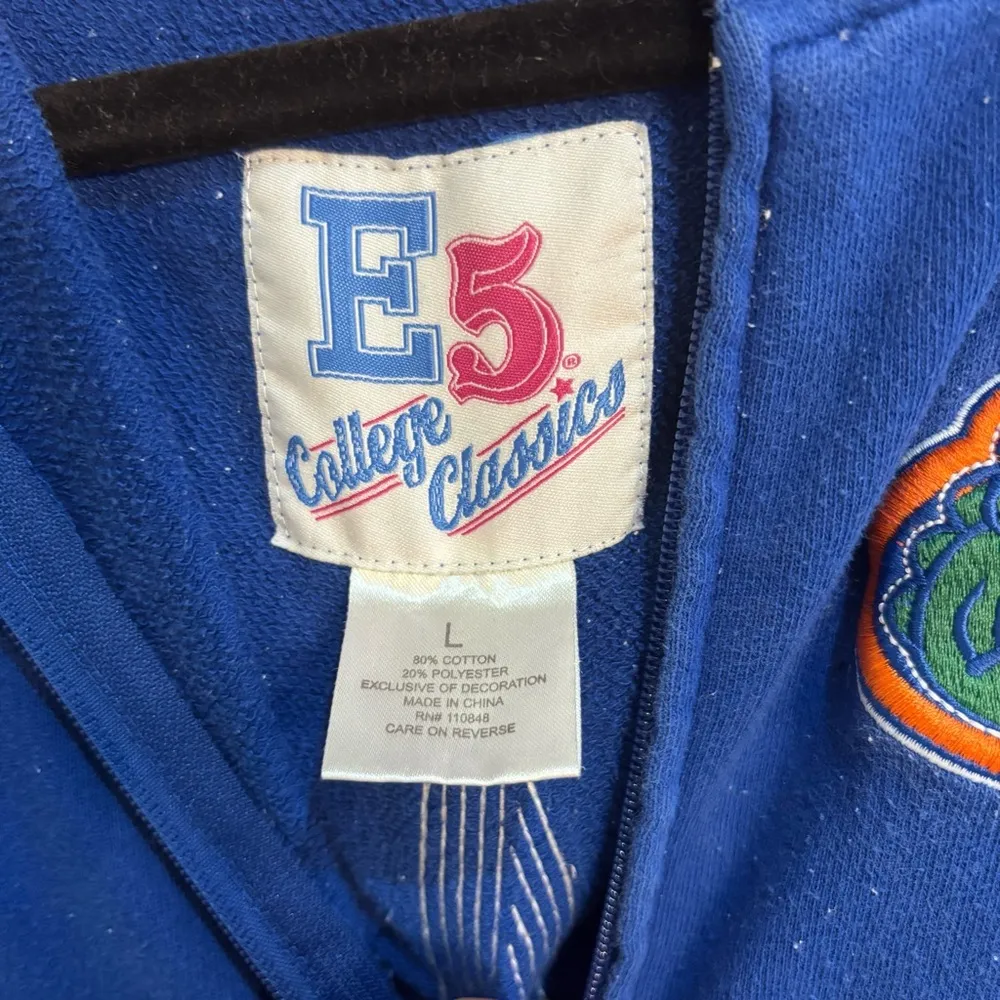 E5®
College
Classics
L
80% COTTON
20% POLYESTER
EXCLUSIVE OF DECORATION
MADE IN CHINA
RN# 110848
CARE ON REVERSE